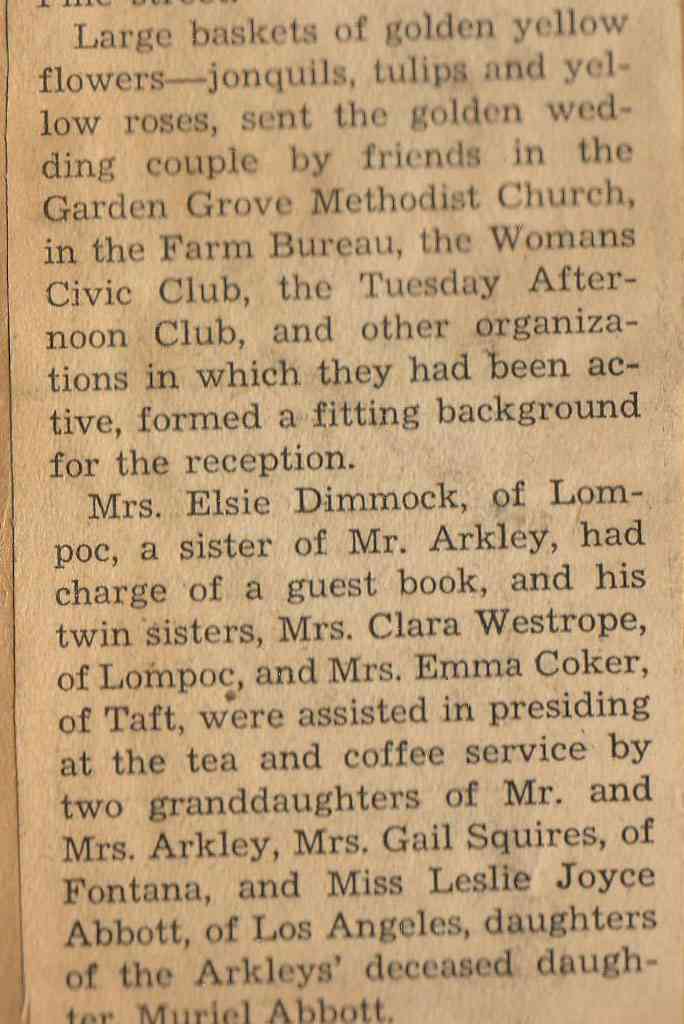 Pine street.
Large baskets of golden yellow
flowers—jonquils, tulips and yel-
low roses, sent the golden wed-
ding couple by friends in the
Garden Grove Methodist Church,
in the Farm Bureau, the Womans
Civic Club, the Tuesday After-
noon Club, and other organiza-
tions in which they had been ac-
tive, formed a fitting background
for the reception.
Mrs. Elsie Dimmock, of Lom-
poc, a sister of Mr. Arkley, had
charge of a guest book, and his
twin sisters, Mrs. Clara Westrope,
of Lompoc, and Mrs. Emma Coker,
of Taft, were assisted in presiding
at the tea and coffee service by
two granddaughters of Mr. and
Mrs. Arkley, Mrs. Gail Squires, of
Fontana, and Miss Leslie Joyce
Abbott, of Los Angeles, daughters
of the Arkleys' deceased daugh-
ter Muriel Abbott.